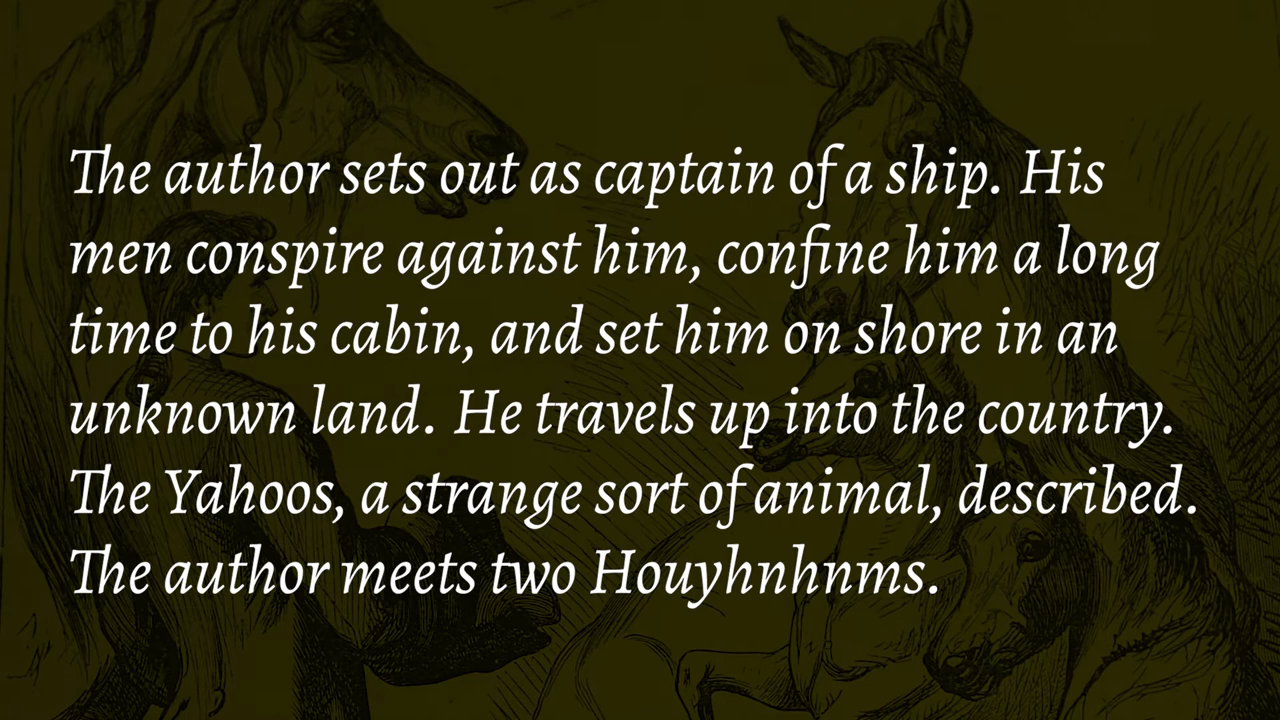 The author sets out as captain of a ship. His
men conspire against him, confine him a long
time to his cabin, and set him on shore in an
unknown land. He travels up into the country.
The Yahoos, a strange sort of animal, described.
The author meets two Houyhnhnms.